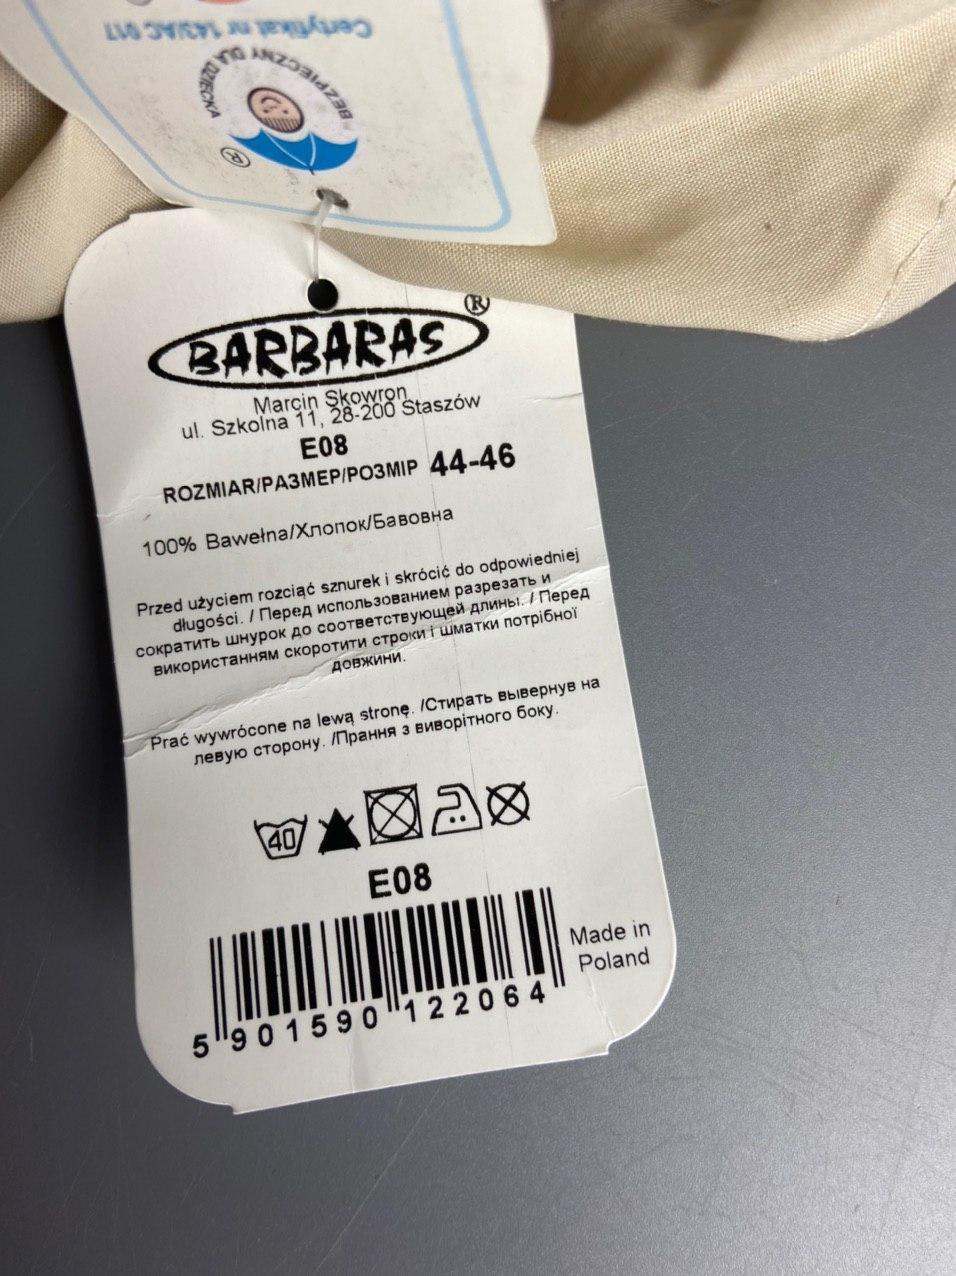 Certyfikat nr 143/AC 017
BEZPIECZNY DLA DZIECKA
®
BARBARAS ®
Marcin Skowron
ul. Szkolna 11, 28-200 Staszów
E08
ROZMIAR/РАЗМЕР/РОЗМІР 44-46
100% Bawełna/Хлопок/Бавовна
Przed użyciem rozciąć sznurek i skrócić do odpowiedniej
długości. / Перед использованием разрезать и
сократить шнурок до соответствующей длины. / Перед
використанням скоротити строки і шматки потрібної
довжини.
Prać wywrócone na lewą stronę. /Стирать вывернув на
левую сторону. /Прання з виворітного боку.
40
E08
Made in
Poland
5 901590 122064